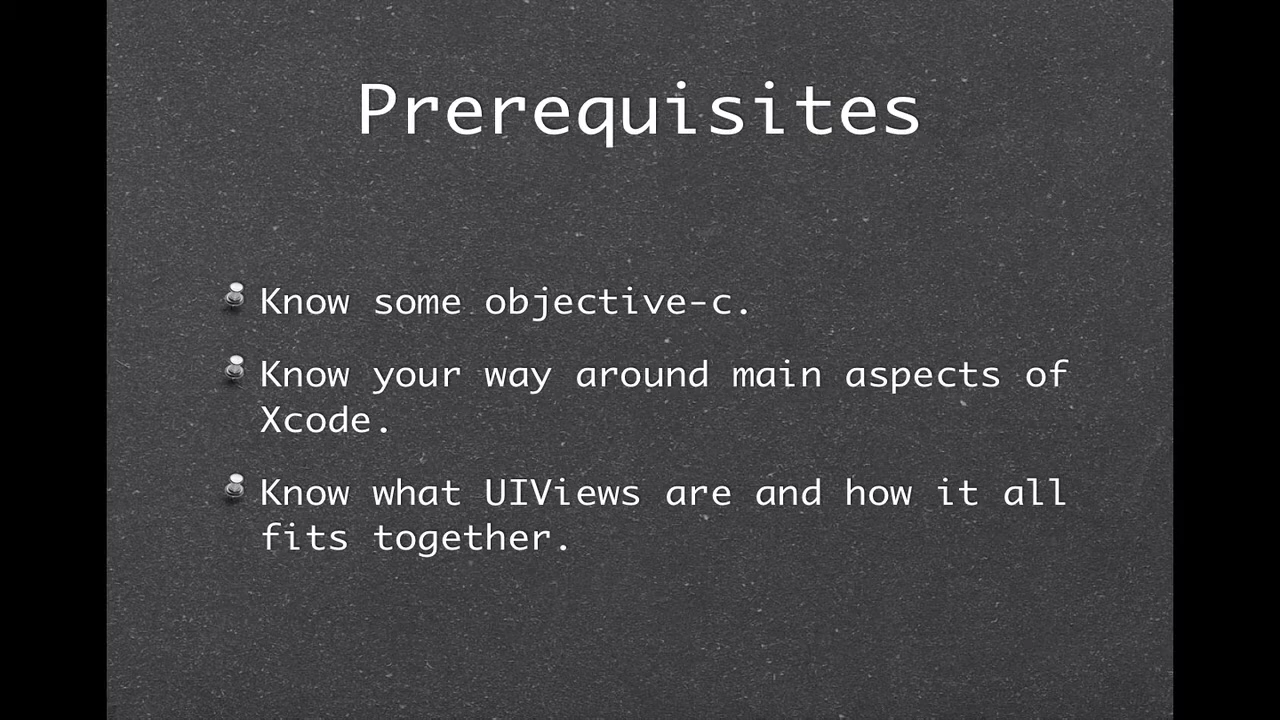 Prerequisites
Know some objective-c.
Know your way around main aspects of
Xcode.
Know what UIViews are and how it all
fits together.